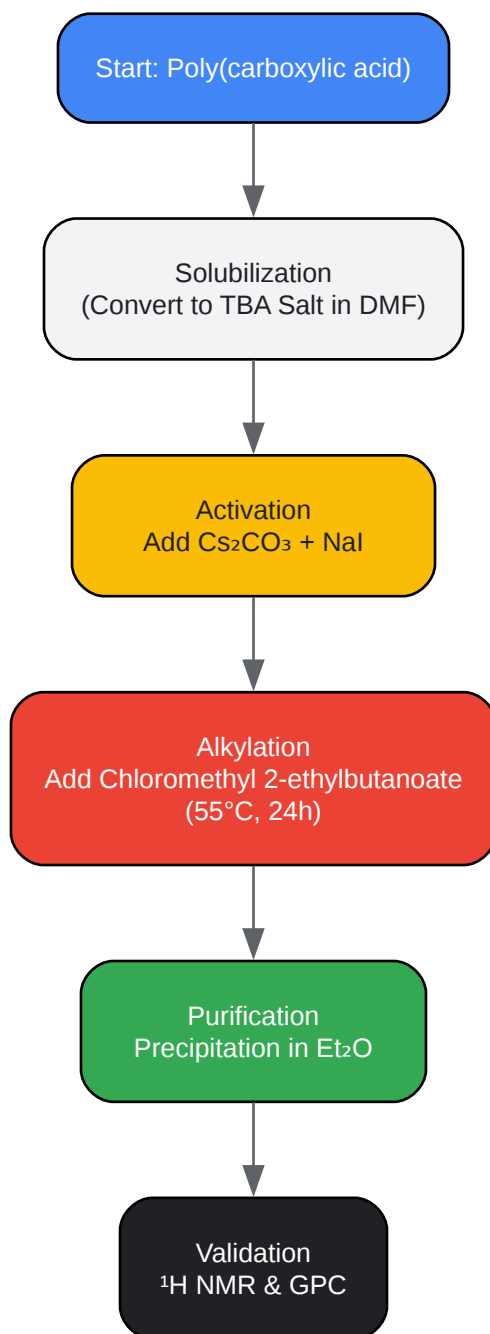 Start: Poly(carboxylic acid)
Solubilization
(Convert to TBA Salt in DMF)
Activation
Add Cs₂CO₃ + NaI
Alkylation
Add Chloromethyl 2-ethylbutanoate
(55°C, 24h)
Purification
Precipitation in Et₂O
Validation
¹H NMR & GPC